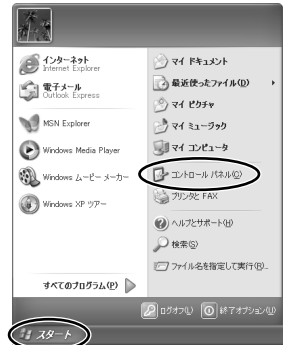 インターネット
Internet Explorer
電子メール
Outlook Express
MSN Explorer
Windows Media Player
Windows ムービー メーカー
Windows XP ツアー
すべてのプログラム(P)
マイ ドキュメント
最近使ったファイル(D)
マイ ピクチャ
マイ ミュージック
マイ コンピュータ
コントロール パネル(C)
プリンタと FAX
ヘルプとサポート(H)
検索(S)
ファイル名を指定して実行(R)...
ログオフ(L)
終了オプション(U)
スタート